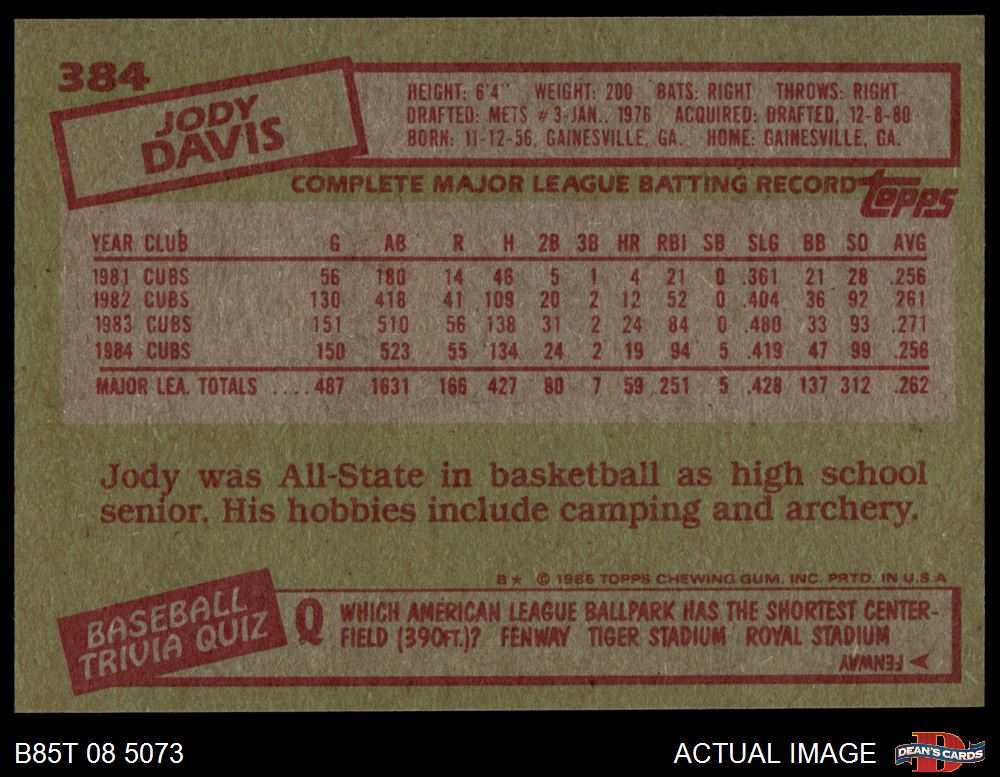 384
JODY
DAVIS
HEIGHT: 6'4" WEIGHT: 200 BATS: RIGHT THROWS: RIGHT
DRAFTED: METS #3-JAN., 1976 ACQUIRED: DRAFTED, 12-8-80
BORN: 11-12-56, GAINESVILLE, GA. HOME: GAINESVILLE, GA.
COMPLETE MAJOR LEAGUE BATTING RECORD topps
YEAR CLUB G AB R H 2B 3B HR RBI SB SLG BB SO AVG
1981 CUBS 56 180 14 46 5 1 4 21 0 .361 21 28 .256
1982 CUBS 130 418 41 109 20 2 12 52 0 .404 36 92 .261
1983 CUBS 151 510 56 138 31 2 24 84 0 .480 33 93 .271
1984 CUBS 150 523 55 134 24 2 19 94 5 .419 47 99 .256
MAJOR LEA. TOTALS ....487 1631 166 427 80 7 59 251 5 .428 137 312 .262
Jody was All-State in basketball as high school
senior. His hobbies include camping and archery.
B* © 1985 TOPPS CHEWING GUM, INC. PRTD. IN U.S.A
BASEBALL
TRIVIA QUIZ
Q WHICH AMERICAN LEAGUE BALLPARK HAS THE SHORTEST CENTER-
FIELD (390FT.)? FENWAY TIGER STADIUM ROYAL STADIUM
FENWAY
B85T 08 5073
ACTUAL IMAGE
D
DEAN'S CARDS